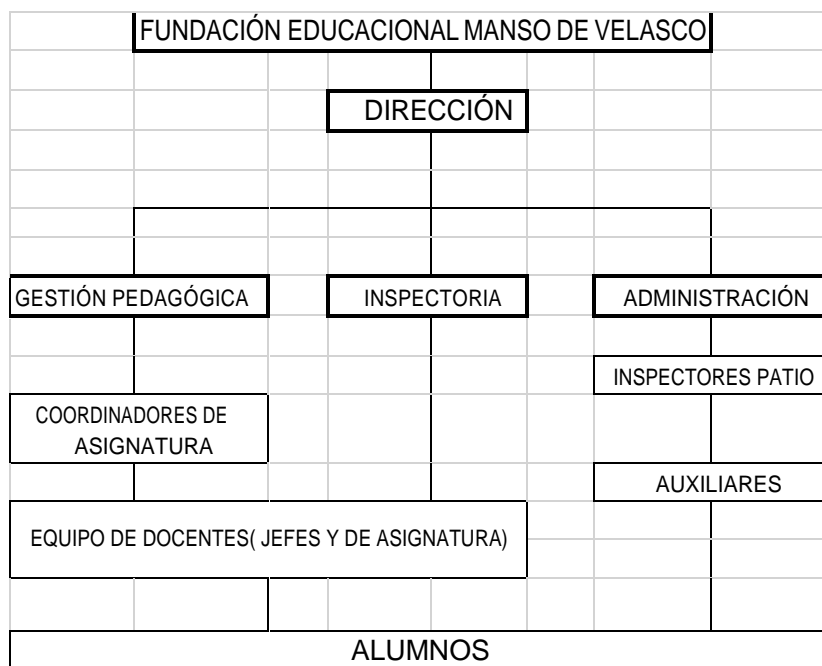 FUNDACIÓN EDUCACIONAL MANSO DE VELASCO
DIRECCIÓN
GESTIÓN PEDAGÓGICA
INSPECTORIA
ADMINISTRACIÓN
INSPECTORES PATIO
COORDINADORES DE
ASIGNATURA
AUXILIARES
EQUIPO DE DOCENTES( JEFES Y DE ASIGNATURA)
ALUMNOS